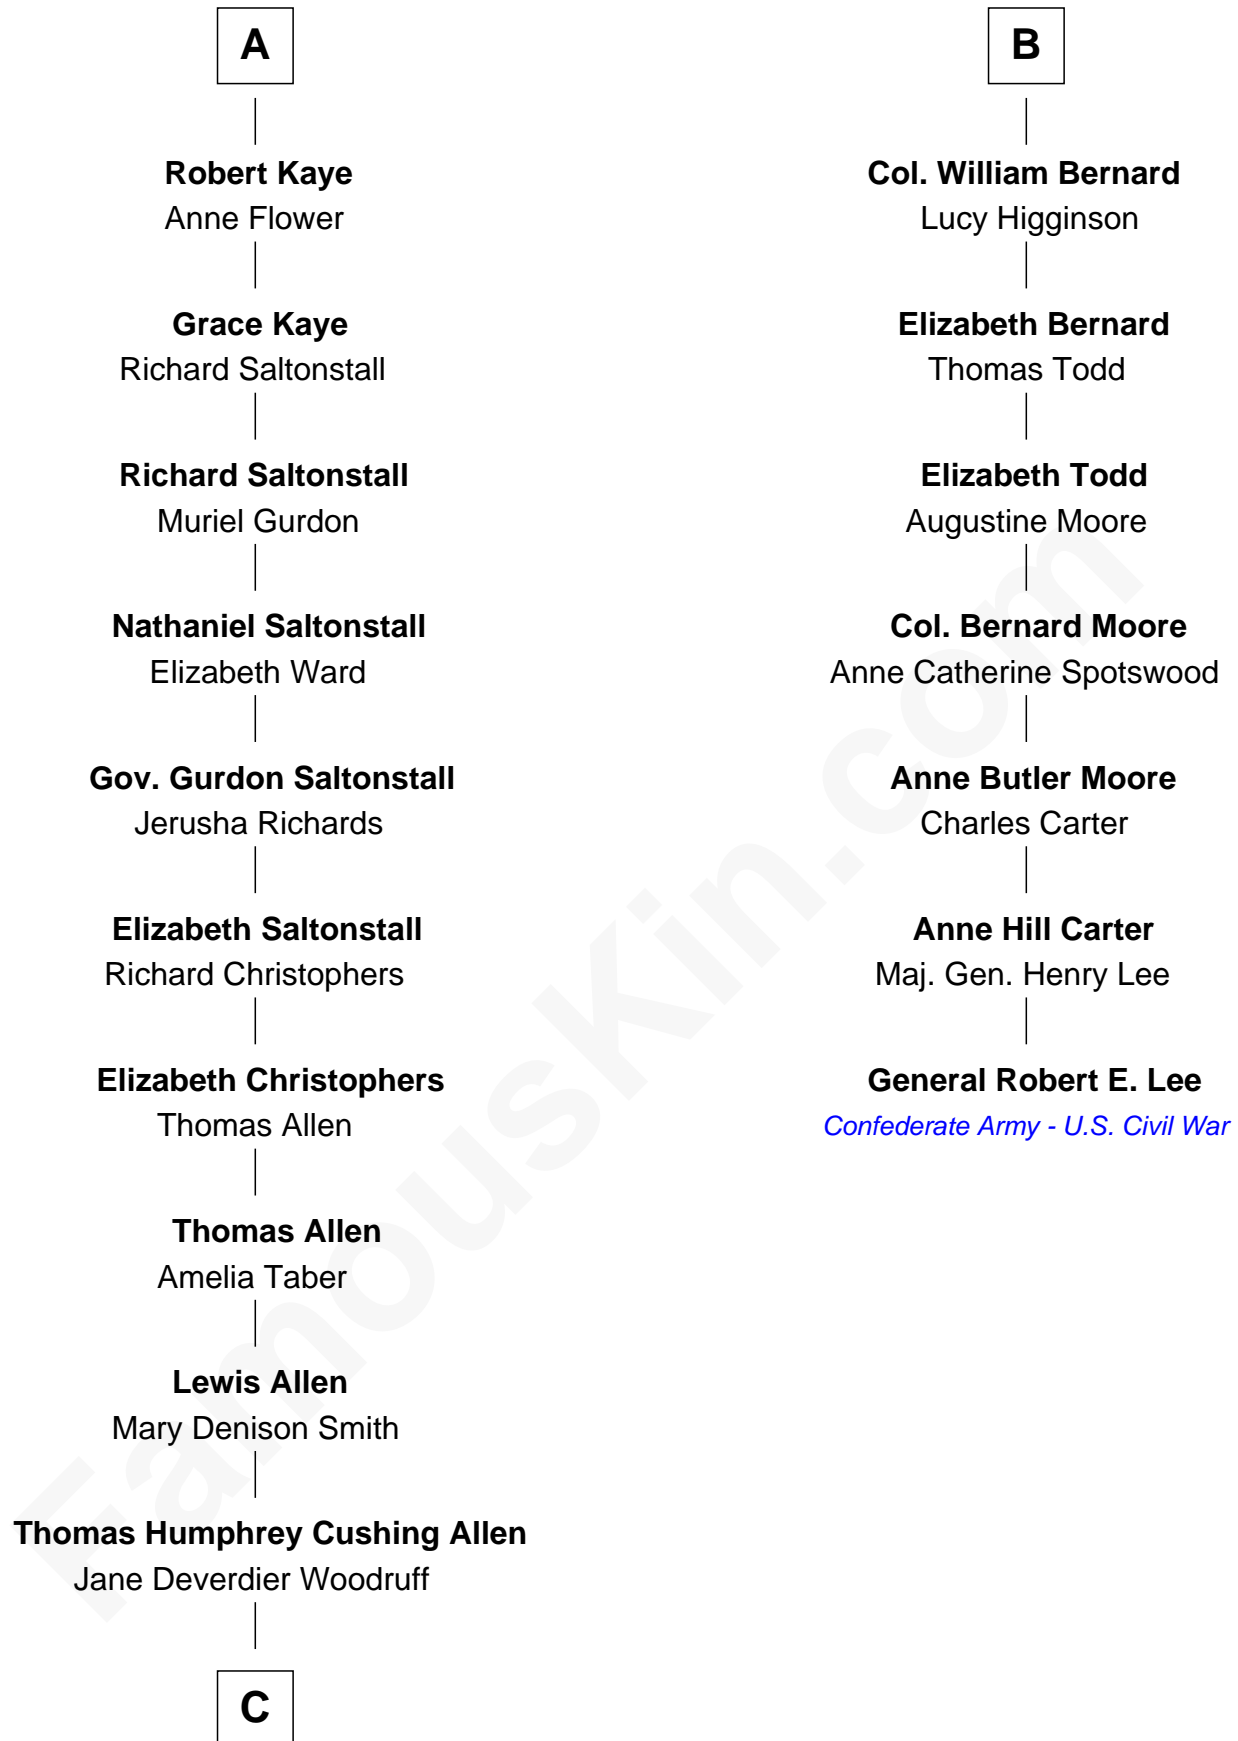 A
Robert Kaye
Anne Flower
Grace Kaye
Richard Saltonstall
Richard Saltonstall
Muriel Gurdon
Nathaniel Saltonstall
Elizabeth Ward
Gov. Gurdon Saltonstall
Jerusha Richards
Elizabeth Saltonstall
Richard Christophers
Elizabeth Christophers
Thomas Allen
Thomas Allen
Amelia Taber
Lewis Allen
Mary Denison Smith
Thomas Humphrey Cushing Allen
Jane Deverdier Woodruff
C
B
Col. William Bernard
Lucy Higginson
Elizabeth Bernard
Thomas Todd
Elizabeth Todd
Augustine Moore
Col. Bernard Moore
Anne Catherine Spotswood
Anne Butler Moore
Charles Carter
Anne Hill Carter
Maj. Gen. Henry Lee
General Robert E. Lee
Confederate Army - U.S. Civil War
FamousKin.com